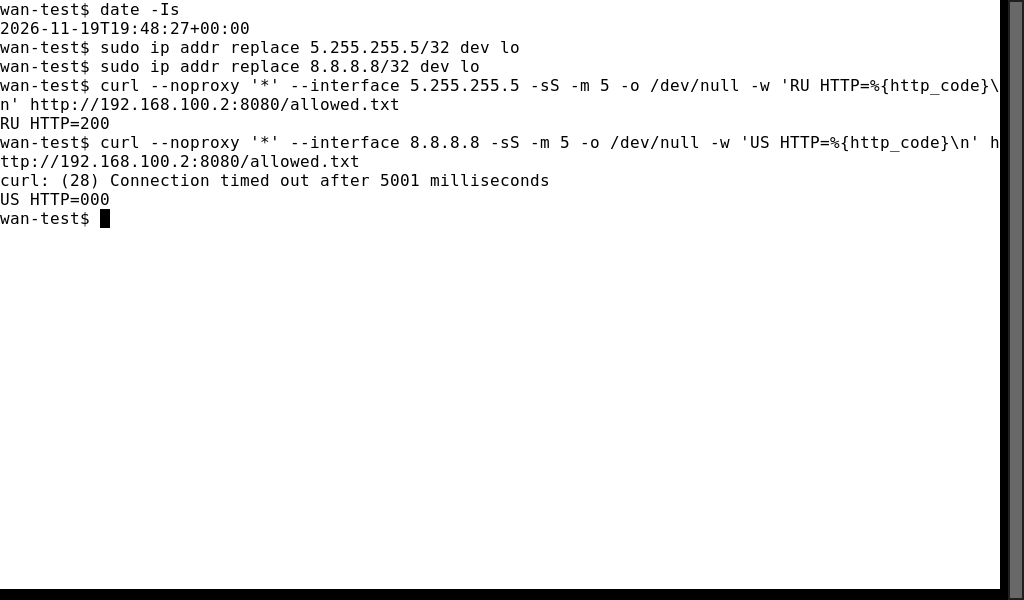 wan-test$ date -Is
2026-11-19T19:48:27+00:00
wan-test$ sudo ip addr replace 5.255.255.5/32 dev lo
wan-test$ sudo ip addr replace 8.8.8.8/32 dev lo
wan-test$ curl --noproxy '*' --interface 5.255.255.5 -sS -m 5 -o /dev/null -w 'RU HTTP=%{http_code}\
n' http://192.168.100.2:8080/allowed.txt
RU HTTP=200
wan-test$ curl --noproxy '*' --interface 8.8.8.8 -sS -m 5 -o /dev/null -w 'US HTTP=%{http_code}\n' h
ttp://192.168.100.2:8080/allowed.txt
curl: (28) Connection timed out after 5001 milliseconds
US HTTP=000
wan-test$